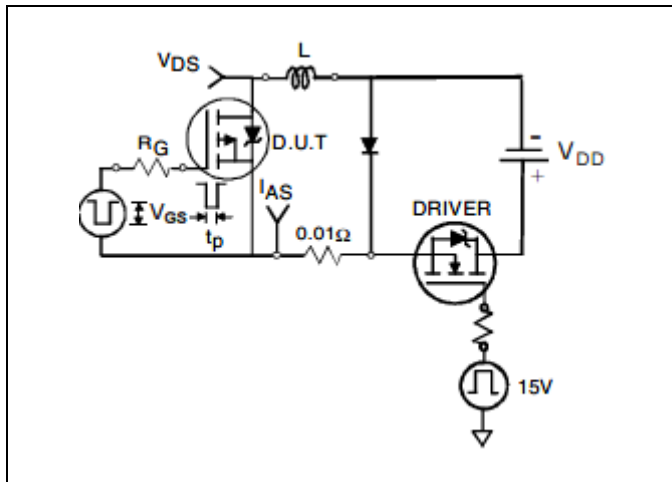 L
VDS
RG
D.U.T
IAS
VGS
tp
0.01Ω
-
VDD
+
DRIVER
15V